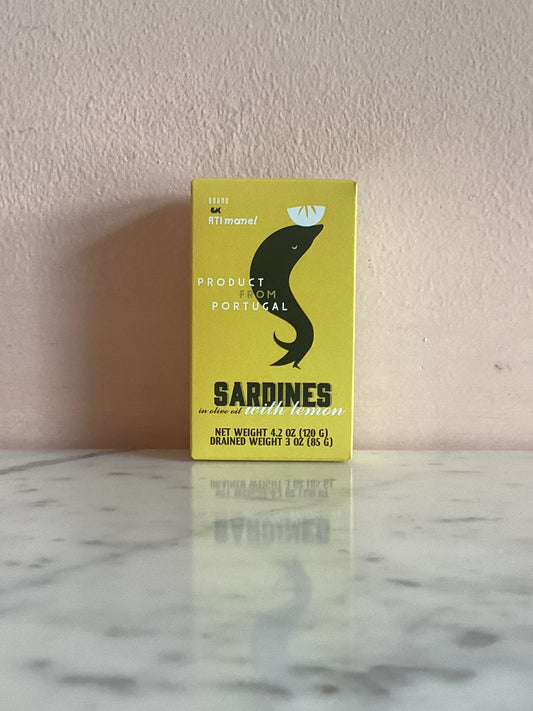 BRAND
ATI manel
PRODUCT
FROM
PORTUGAL
SARDINES
in olive oil with lemon
NET WEIGHT 4.2 OZ (120 G)
DRAINED WEIGHT 3 OZ (85 G)